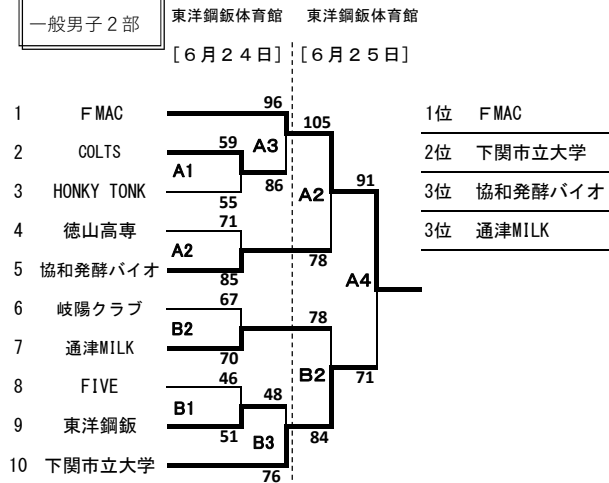 一般男子２部
東洋鋼鈑体育館 東洋鋼鈑体育館
[６月２４日] [６月２５日]
1 ＦMAC
2 COLTS
3 HONKY TONK
4 徳山高専
5 協和発酵バイオ
6 岐陽クラブ
7 通津MILK
8 FIVE
9 東洋鋼鈑
10 下関市立大学
96
59
A1
55
A3
86
71
A2
85
67
B2
70
46
B1
51
48
B3
76
105
A2
78
78
B2
84
91
A4
71
1位 ＦMAC
2位 下関市立大学
3位 協和発酵バイオ
3位 通津MILK